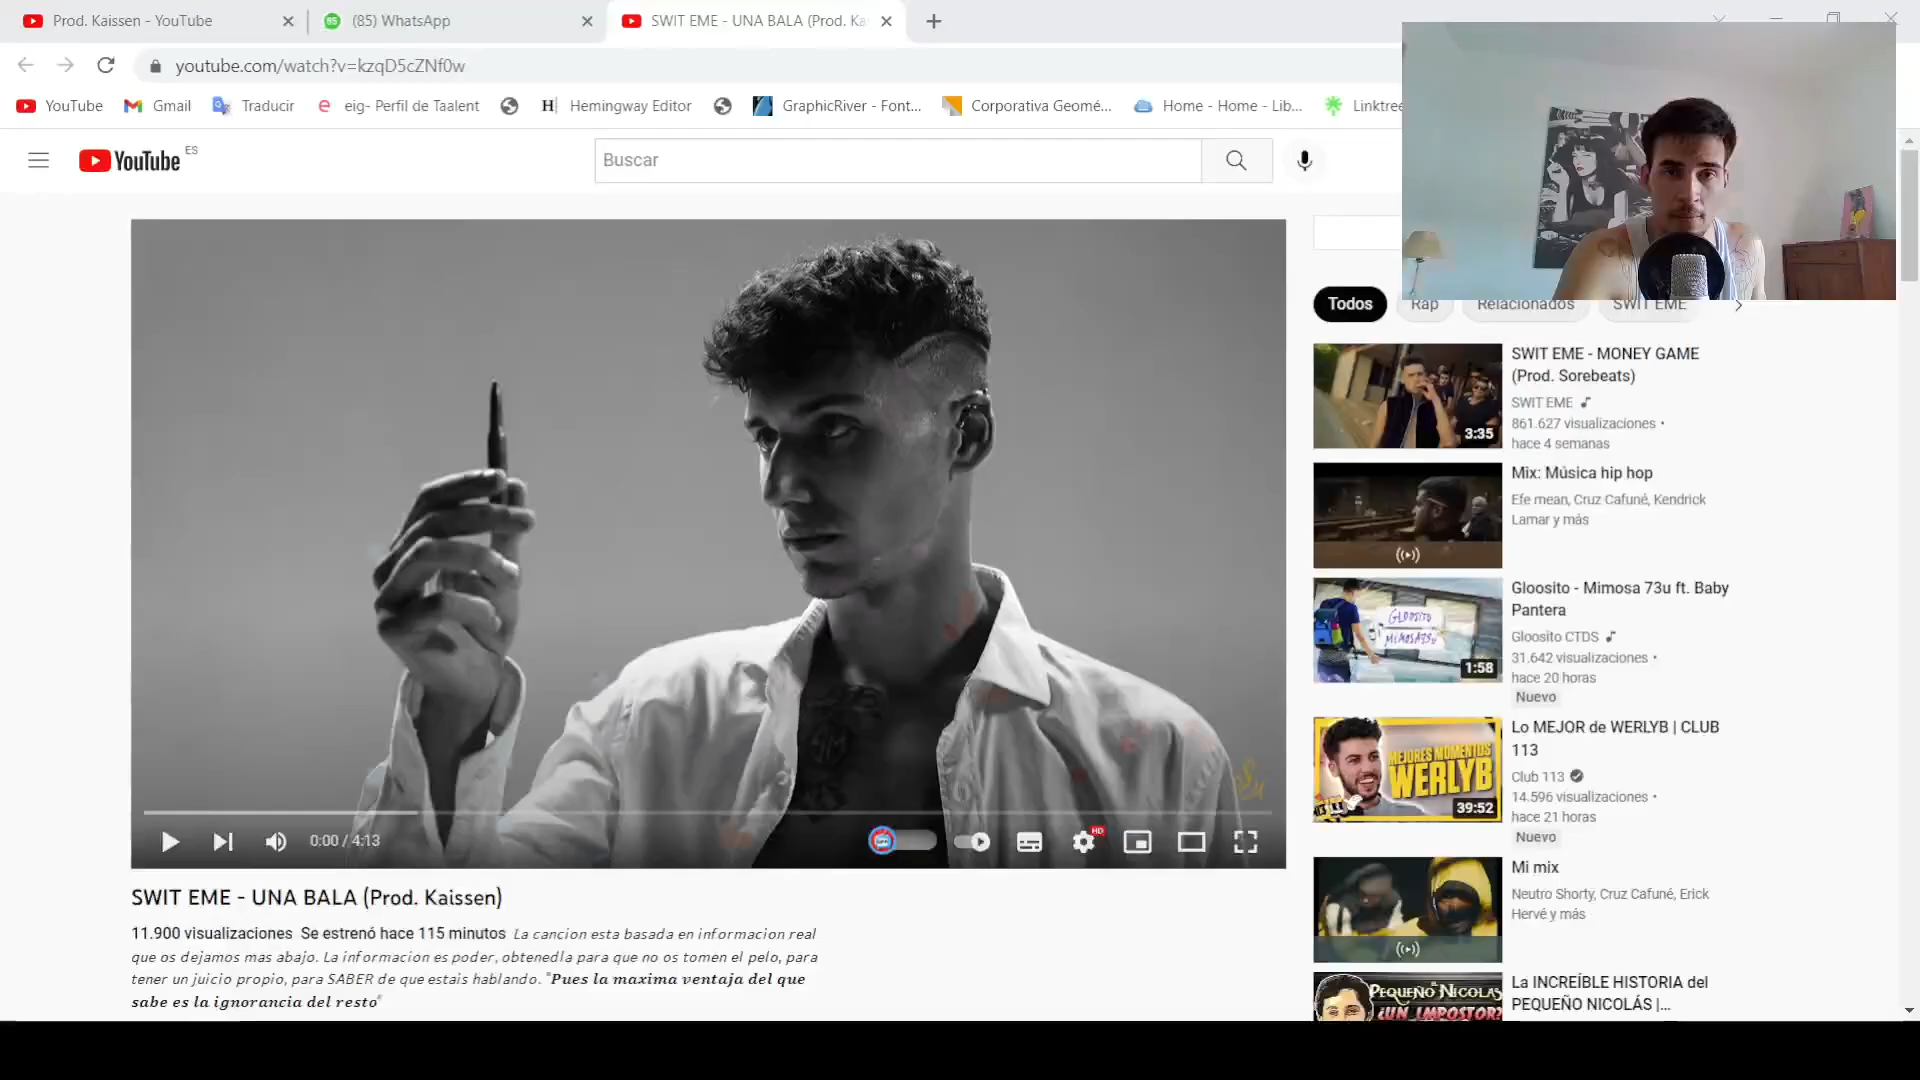 Prod. Kaissen - YouTube
(85) WhatsApp
SWIT EME - UNA BALA (Prod. Ka
youtube.com/watch?v=kzqD5cZNf0w
YouTube
Gmail
Traducir
eig- Perfil de Taalent
Hemingway Editor
GraphicRiver - Font...
Corporativa Geomé...
Home - Home - Lib...
Linktre
YouTube ES
Buscar
Todos
Rap
Relacionados
SWIT EME
0:00 / 4:13
HD
SWIT EME - UNA BALA (Prod. Kaissen)
11.900 visualizaciones Se estrenó hace 115 minutos La cancion esta basada en informacion real
que os dejamos mas abajo. La informacion es poder, obtenedla para que no os tomen el pelo, para
tener un juicio propio, para SABER de que estais hablando. "Pues la maxima ventaja del que
sabe es la ignorancia del resto"
SWIT EME - MONEY GAME
(Prod. Sorebeats)
SWIT EME
861.627 visualizaciones •
hace 4 semanas
3:35
Mix: Música hip hop
Efe mean, Cruz Cafuné, Kendrick
Lamar y más
Gloosito - Mimosa 73u ft. Baby
Pantera
Gloosito CTDS
31.642 visualizaciones •
hace 20 horas
Nuevo
GLOOSITO
MIMOSA73u
1:58
Lo MEJOR de WERLYB | CLUB
113
Club 113
14.596 visualizaciones •
hace 21 horas
Nuevo
MEJORES MOMENTOS
WERLYB
39:52
Mi mix
Neutro Shorty, Cruz Cafuné, Erick
Hervé y más
La INCREÍBLE HISTORIA del
PEQUEÑO NICOLÁS |...
PEQUEÑO NICOLAS
¿UN IMPOSTOR?